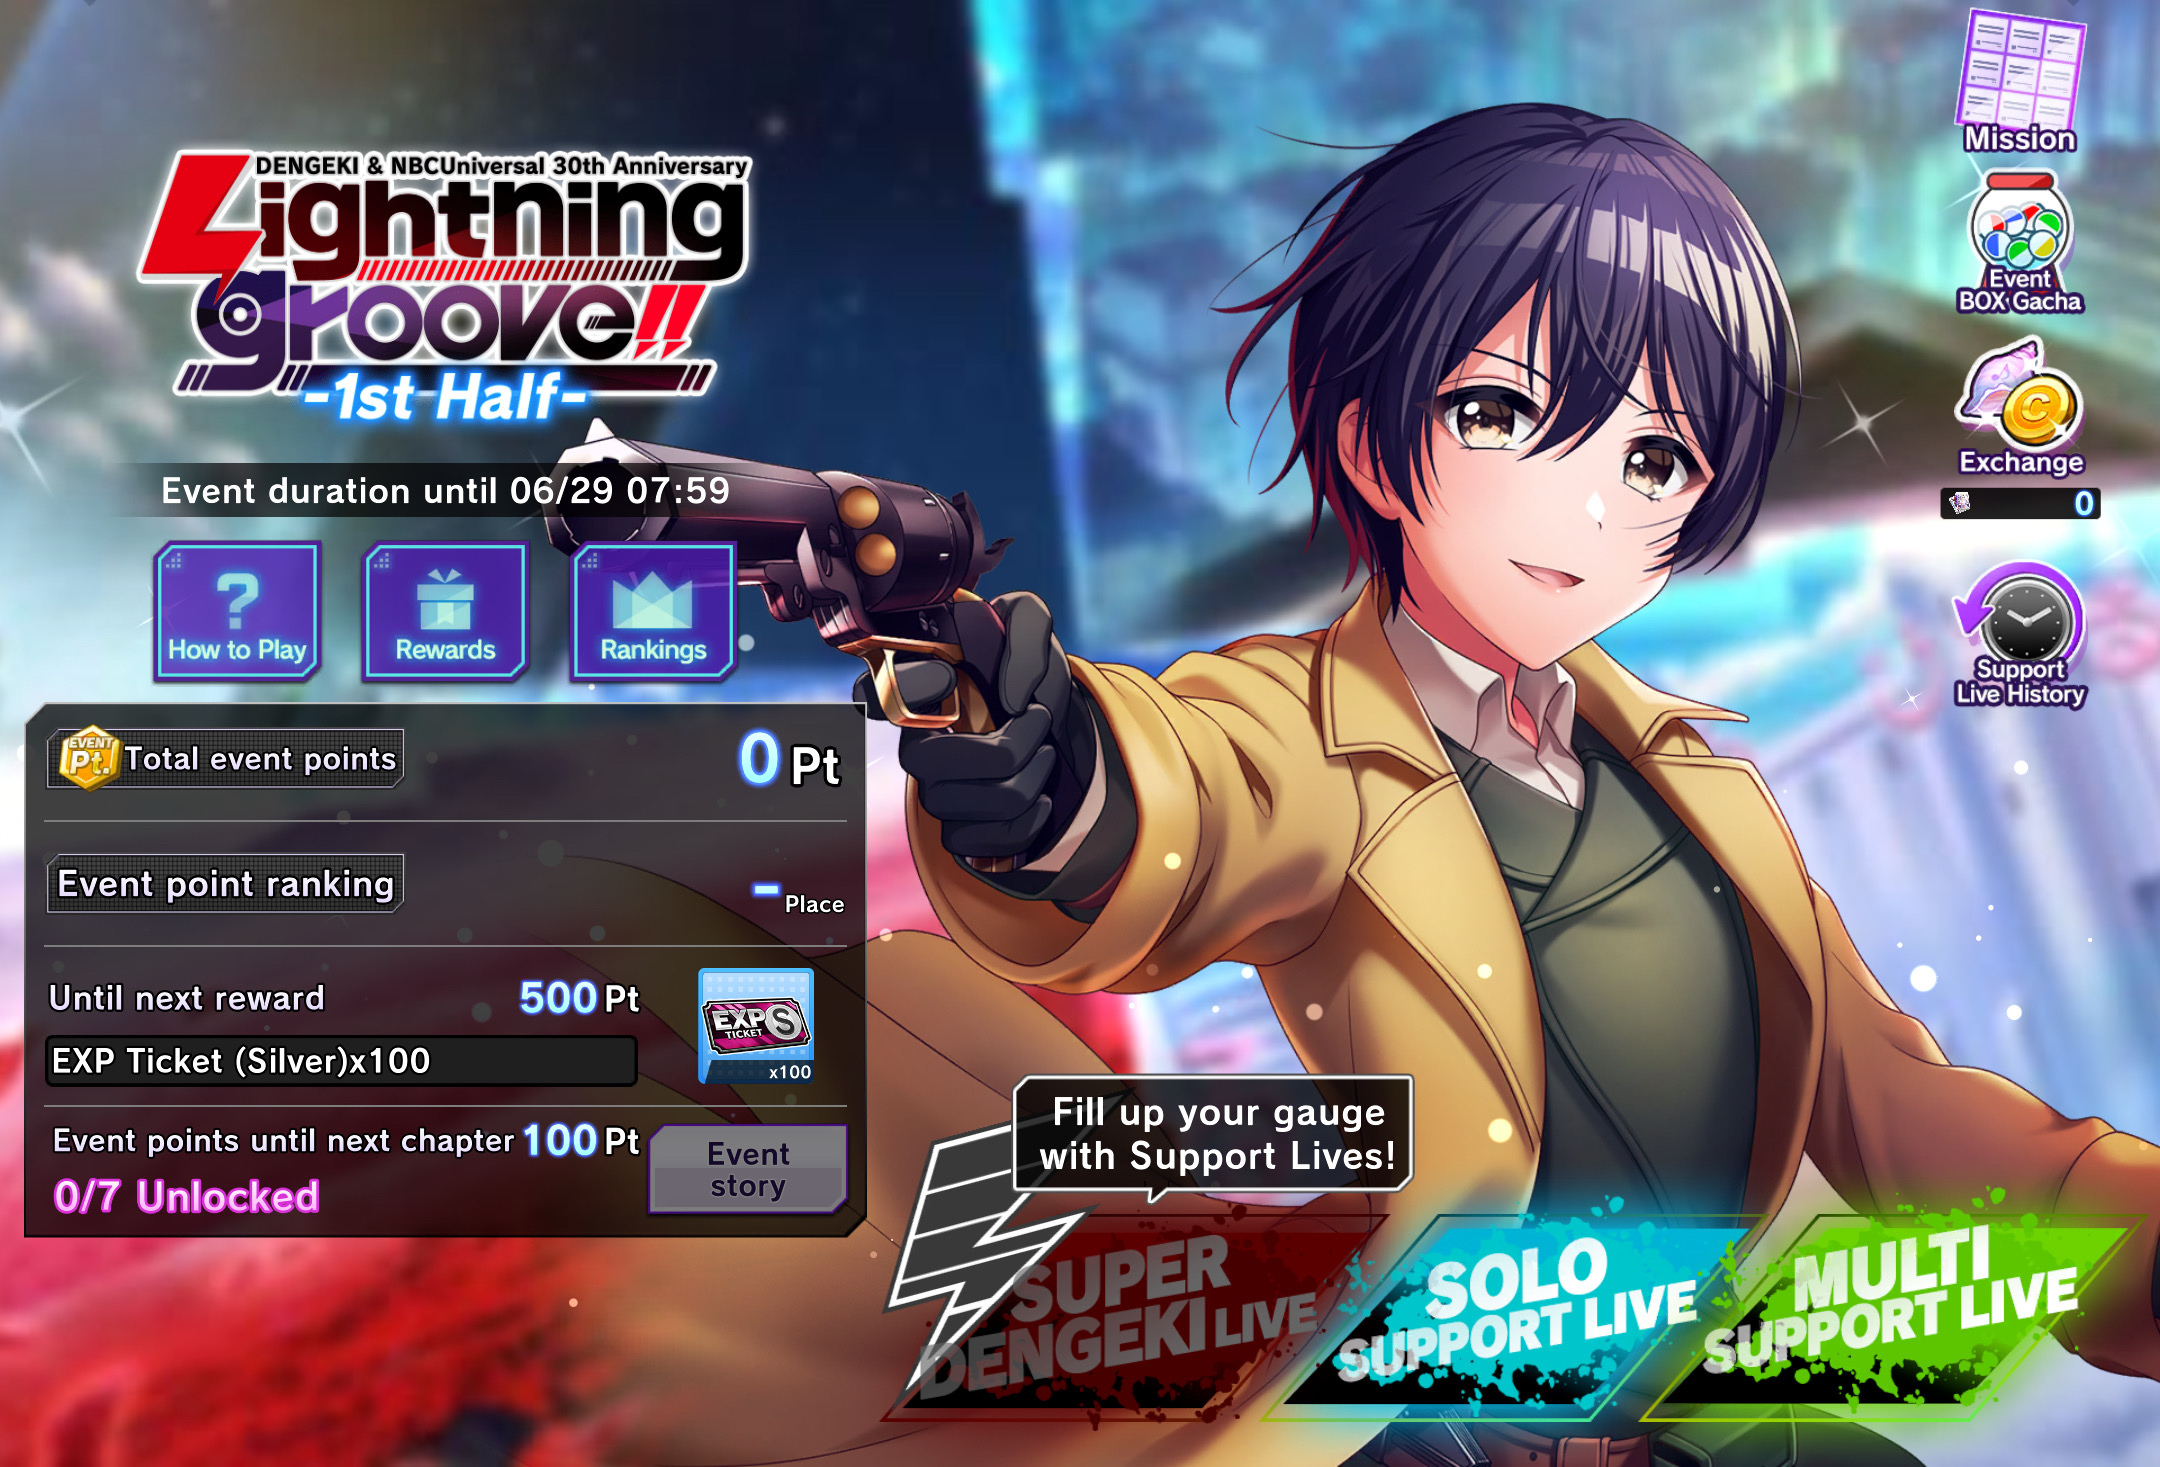 DENGEKI & NBCUniversal 30th Anniversary
Lightning
groove!!
-1st Half-
Event duration until 06/29 07:59
How to Play
Rewards
Rankings
EVENT
Pt.
Total event points
0 Pt
Event point ranking
- Place
Until next reward
500 Pt
EXP Ticket (Silver)x100
EXP S
TICKET
x100
Event points until next chapter 100 Pt
0/7 Unlocked
Event
story
Fill up your gauge
with Support Lives!
SUPER
DENGEKI LIVE
SOLO
SUPPORT LIVE
MULTI
SUPPORT LIVE
Mission
Event
BOX Gacha
C
Exchange
0
Support
Live History